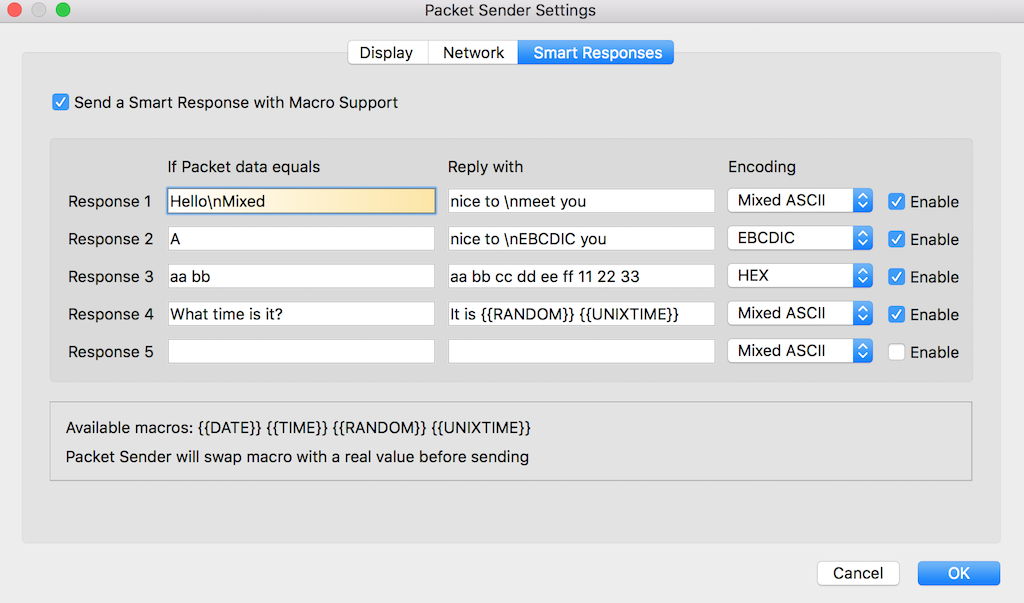 Packet Sender Settings
Display Network Smart Responses
Send a Smart Response with Macro Support
If Packet data equals Reply with Encoding
Response 1 Hello\nMixed nice to \nmeet you Mixed ASCII Enable
Response 2 A nice to \nEBCDIC you EBCDIC Enable
Response 3 aa bb aa bb cc dd ee ff 11 22 33 HEX Enable
Response 4 What time is it? It is {{RANDOM}} {{UNIXTIME}} Mixed ASCII Enable
Response 5 Mixed ASCII Enable
Available macros: {{DATE}} {{TIME}} {{RANDOM}} {{UNIXTIME}}
Packet Sender will swap macro with a real value before sending
Cancel OK